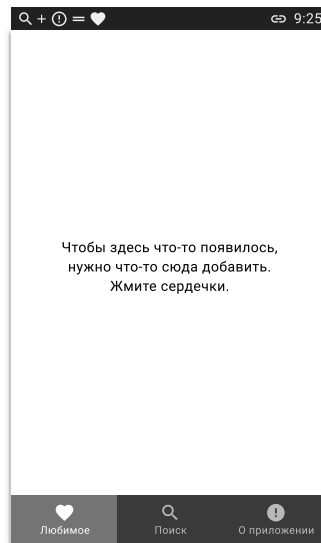 9:25
Чтобы здесь что-то появилось,
нужно что-то сюда добавить.
Жмите сердечки.
Любимое
Поиск
О приложении